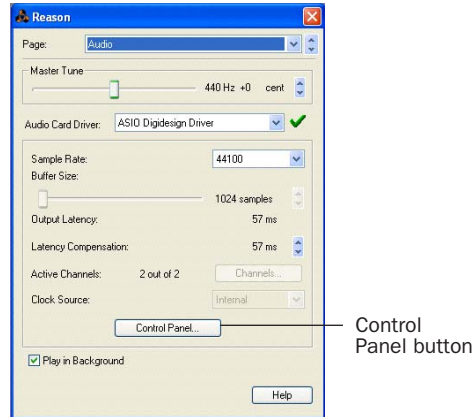 Reason
Page: Audio
Master Tune
440 Hz +0 cent
Audio Card Driver: ASIO Digidesign Driver
Sample Rate: 44100
Buffer Size:
1024 samples
Output Latency: 57 ms
Latency Compensation: 57 ms
Active Channels: 2 out of 2 Channels...
Clock Source: Internal
Control Panel...
Control
Panel button
Play in Background
Help